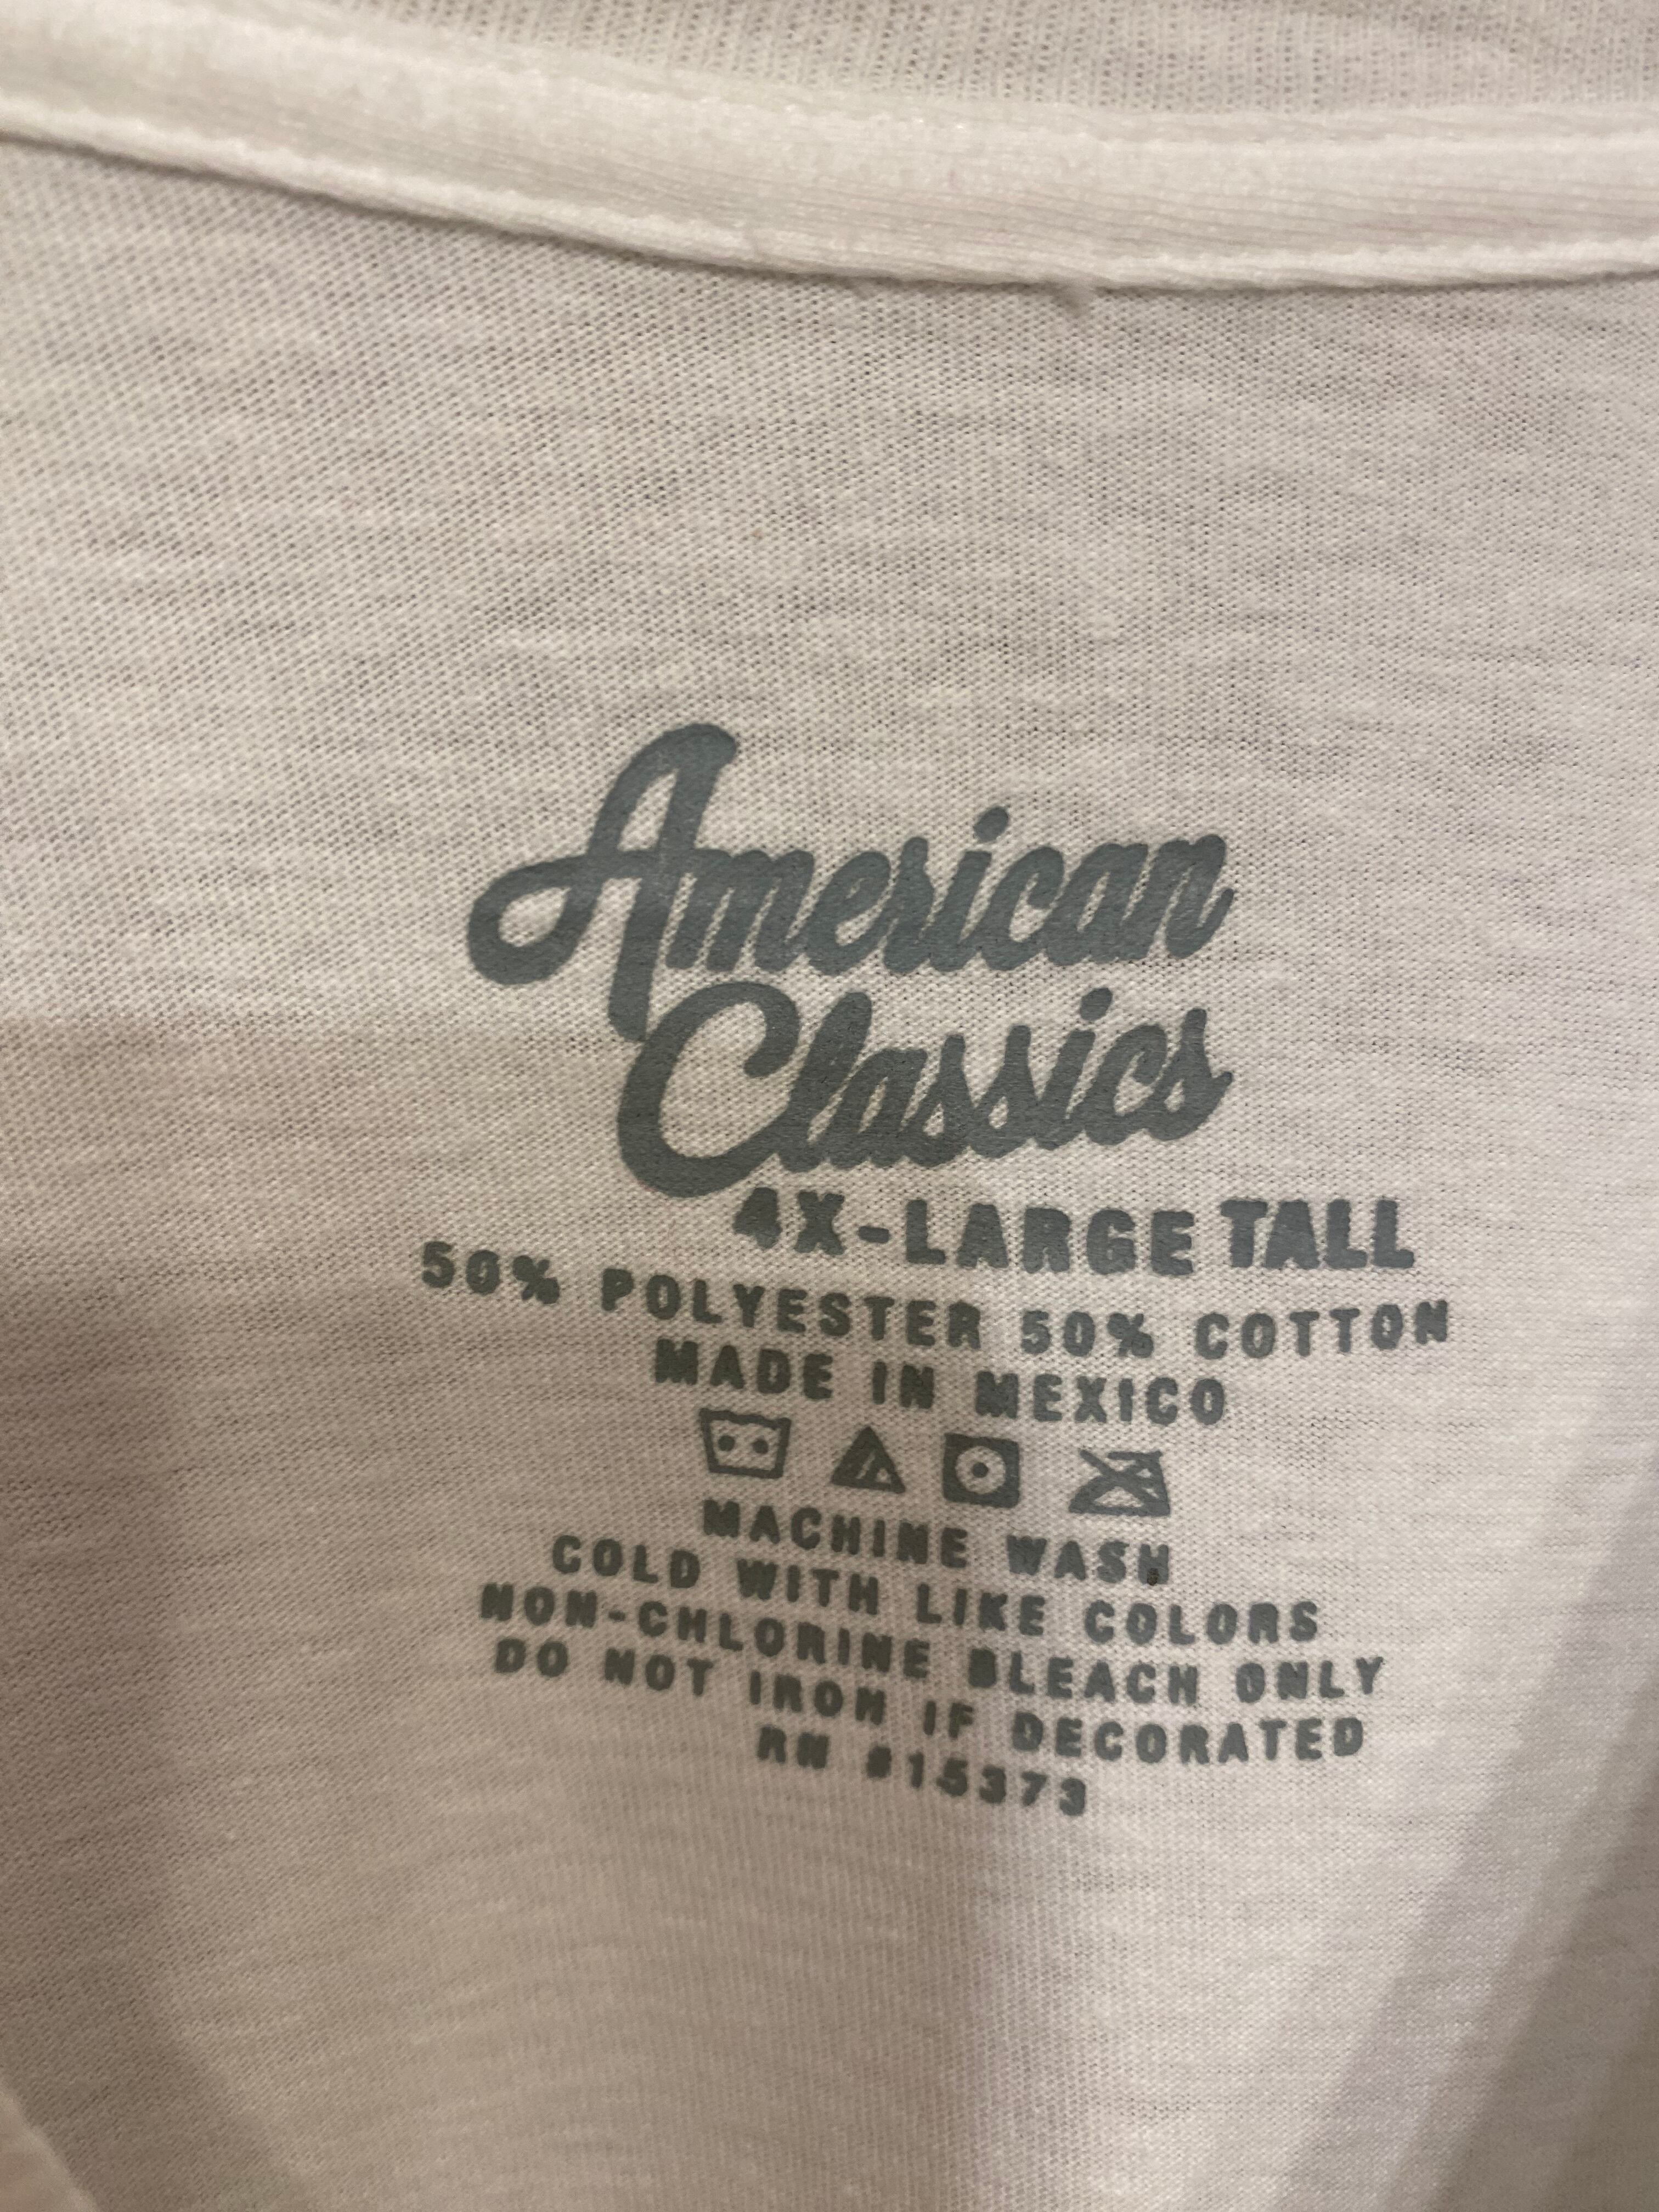 American
Classics
4X-LARGE TALL
50% POLYESTER 50% COTTON
MADE IN MEXICO
MACHINE WASH
COLD WITH LIKE COLORS
NON-CHLORINE BLEACH ONLY
DO NOT IRON IF DECORATED
RN #15373